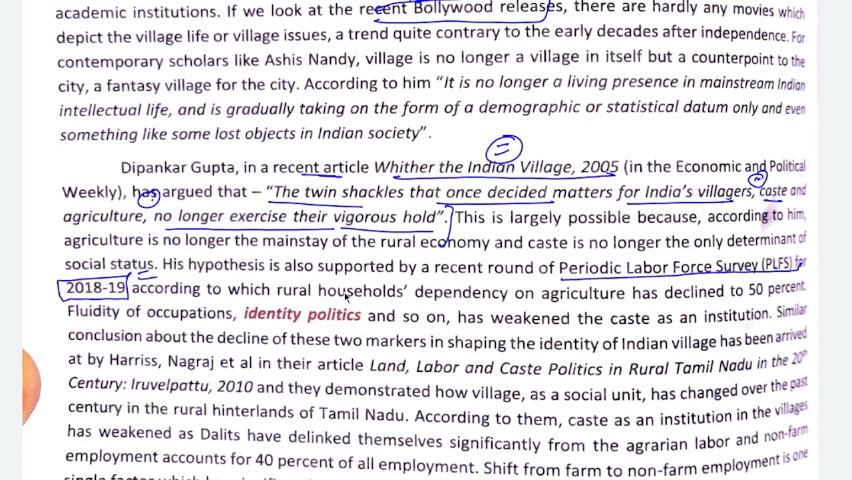 academic institutions. If we look at the recent Bollywood releases, there are hardly any movies which
depict the village life or village issues, a trend quite contrary to the early decades after independence. For
contemporary scholars like Ashis Nandy, village is no longer a village in itself but a counterpoint to the
city, a fantasy village for the city. According to him "It is no longer a living presence in mainstream Indian
intellectual life, and is gradually taking on the form of a demographic or statistical datum only and even
something like some lost objects in Indian society".
Dipankar Gupta, in a recent article Whither the Indian Village, 2005 (in the Economic and Political
Weekly), has argued that – "The twin shackles that once decided matters for India's villagers, caste and
agriculture, no longer exercise their vigorous hold". This is largely possible because, according to him,
agriculture is no longer the mainstay of the rural economy and caste is no longer the only determinant of
social status. His hypothesis is also supported by a recent round of Periodic Labor Force Survey (PLFS) for
2018-19 according to which rural households' dependency on agriculture has declined to 50 percent.
Fluidity of occupations, identity politics and so on, has weakened the caste as an institution. Similar
conclusion about the decline of these two markers in shaping the identity of Indian village has been arrived
at by Harriss, Nagraj et al in their article Land, Labor and Caste Politics in Rural Tamil Nadu in the 20th
Century: Iruvelpattu, 2010 and they demonstrated how village, as a social unit, has changed over the past
century in the rural hinterlands of Tamil Nadu. According to them, caste as an institution in the villages
has weakened as Dalits have delinked themselves significantly from the agrarian labor and non-farm
employment accounts for 40 percent of all employment. Shift from farm to non-farm employment is one